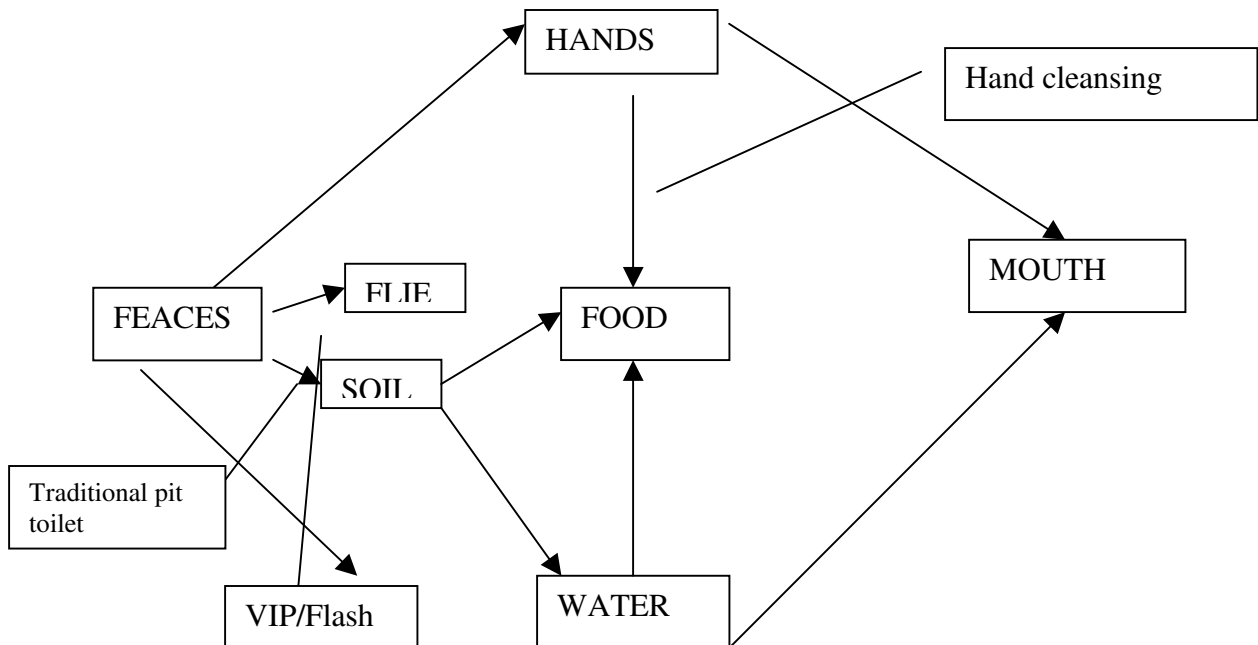 HANDS
Hand cleansing
MOUTH
FLIE
FEACES
FOOD
SOIL
Traditional pit
toilet
VIP/Flash
WATER